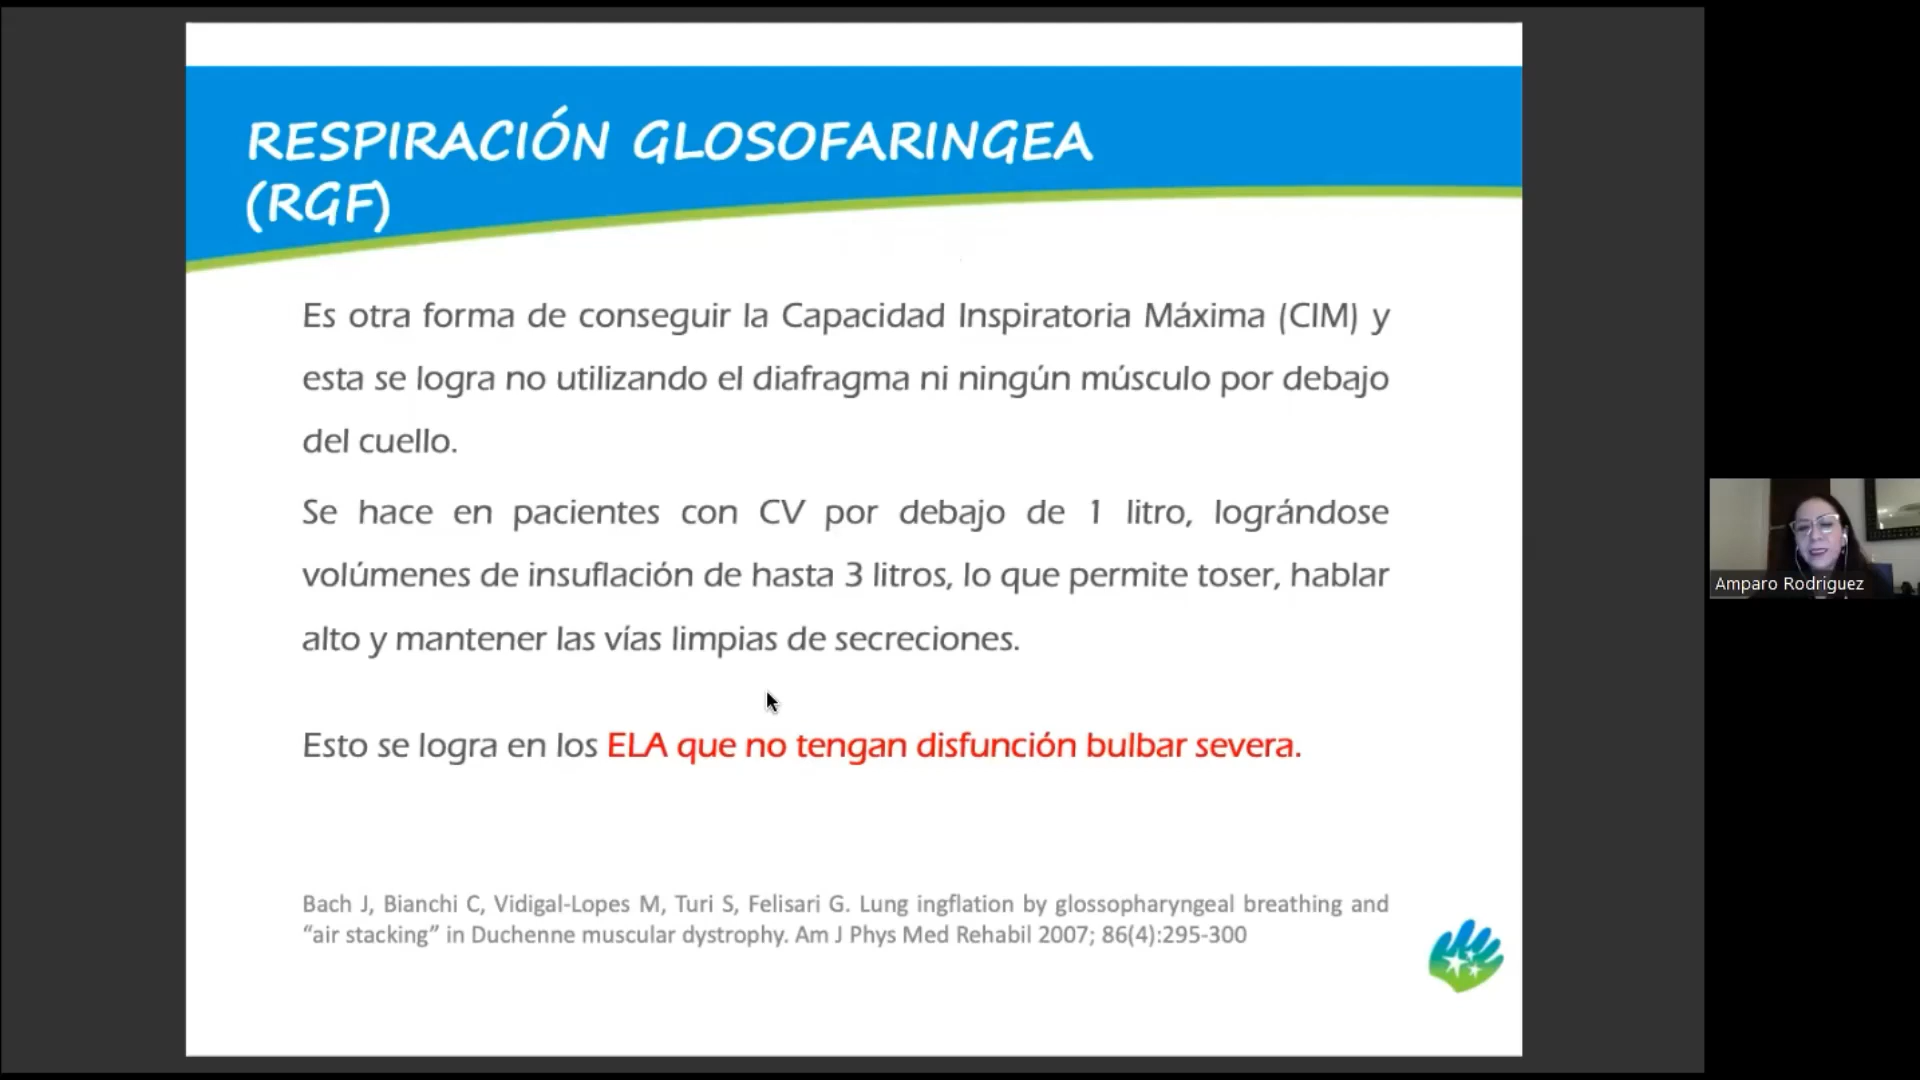 RESPIRACIÓN GLOSOFARINGEA
(RGF)
Es otra forma de conseguir la Capacidad Inspiratoria Máxima (CIM) y
esta se logra no utilizando el diafragma ni ningún músculo por debajo
del cuello.
Se hace en pacientes con CV por debajo de 1 litro, lográndose
volúmenes de insuflación de hasta 3 litros, lo que permite toser, hablar
alto y mantener las vías limpias de secreciones.
Esto se logra en los ELA que no tengan disfunción bulbar severa.
Bach J, Bianchi C, Vidigal-Lopes M, Turi S, Felisari G. Lung ingflation by glossopharyngeal breathing and
“air stacking” in Duchenne muscular dystrophy. Am J Phys Med Rehabil 2007; 86(4):295-300
Amparo Rodriguez